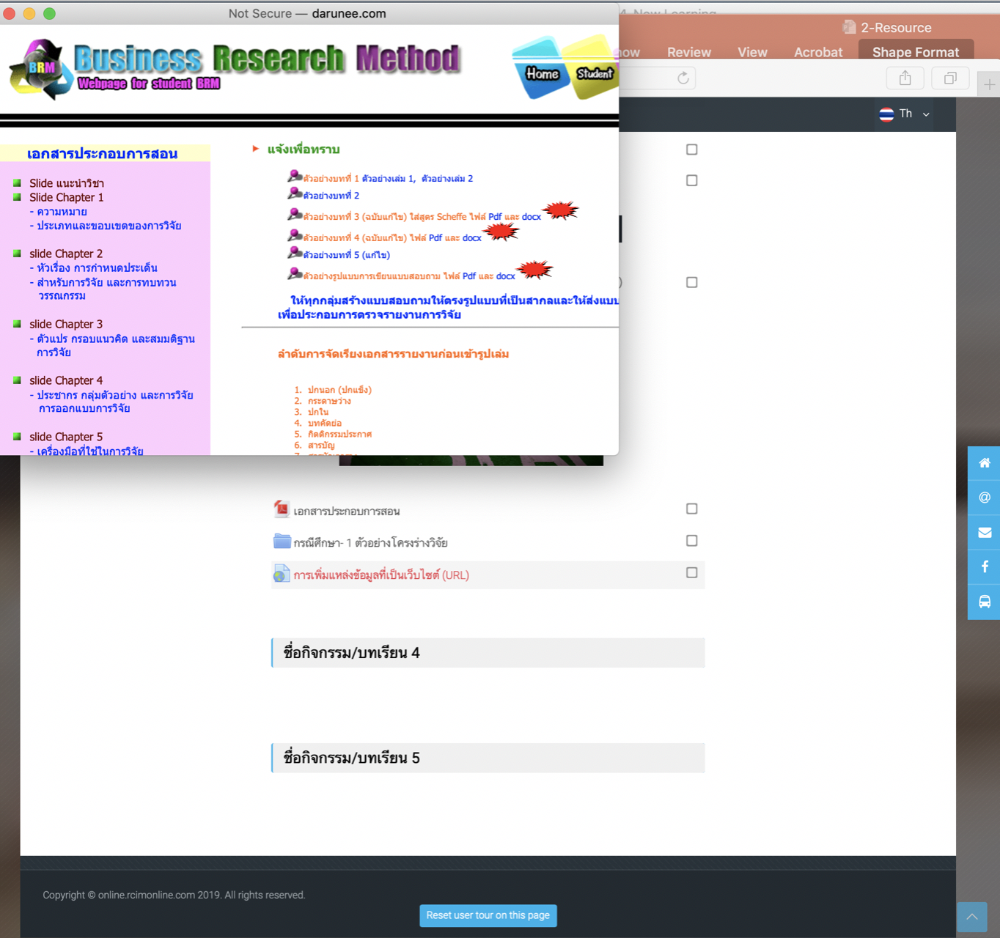 Not Secure — darunee.com
4. New Learning
2-Resource
Review View Acrobat Shape Format
BRM
Business Research Method
Webpage for student BRM
Home Student
Th
เอกสารประกอบการสอน
Slide แนะนำวิชา
Slide Chapter 1
- ความหมาย
- ประเภทและขอบเขตของการวิจัย
slide Chapter 2
- หัวเรื่อง การกำหนดประเด็น
- สำหรับการวิจัย และการทบทวน
วรรณกรรม
slide Chapter 3
- ตัวแปร กรอบแนวคิด และสมมติฐาน
การวิจัย
slide Chapter 4
- ประชากร กลุ่มตัวอย่าง และการวิจัย
การออกแบบการวิจัย
slide Chapter 5
- เครื่องมือที่ใช้ในการวิจัย
แจ้งเพื่อทราบ
ตัวอย่างบทที่ 1 ตัวอย่างเล่ม 1, ตัวอย่างเล่ม 2
ตัวอย่างบทที่ 2
ตัวอย่างบทที่ 3 (ฉบับแก้ไข) ใส่สูตร Scheffe ไฟล์ Pdf และ docx
ตัวอย่างบทที่ 4 (ฉบับแก้ไข) ไฟล์ Pdf และ docx
ตัวอย่างบทที่ 5 (แก้ไข)
ตัวอย่างรูปแบบการเขียนแบบสอบถาม ไฟล์ Pdf และ docx
ให้ทุกกลุ่มสร้างแบบสอบถามให้ตรงรูปแบบที่เป็นสากลและให้ส่งแบบ
เพื่อประกอบการตรวจรายงานการวิจัย
ลำดับการจัดเรียงเอกสารรายงานก่อนเข้ารูปเล่ม
1. ปกนอก (ปกแข็ง)
2. กระดาษว่าง
3. ปกใน
4. บทคัดย่อ
5. กิตติกรรมประกาศ
6. สารบัญ
เอกสารประกอบการสอน
กรณีศึกษา- 1 ตัวอย่างโครงร่างวิจัย
การเพิ่มแหล่งข้อมูลที่เป็นเว็บไซต์ (URL)
ชื่อกิจกรรม/บทเรียน 4
ชื่อกิจกรรม/บทเรียน 5
Copyright © online.rcimonline.com 2019. All rights reserved.
Reset user tour on this page